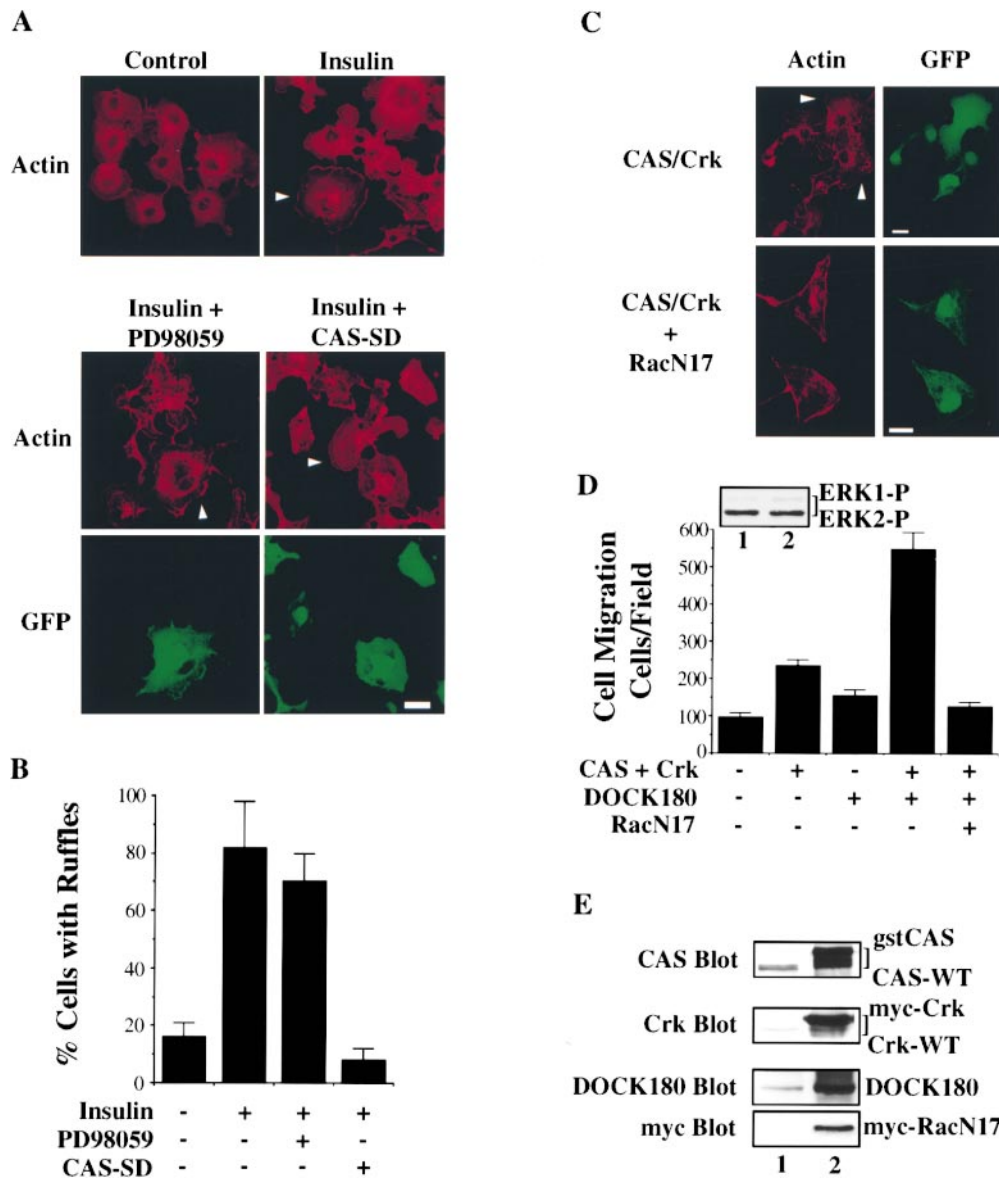 A
Control Insulin
Actin
Insulin + PD98059
Insulin + CAS-SD
Actin
GFP
B
% Cells with Ruffles
100
80
60
40
20
0
Insulin - + + +
PD98059 - - + -
CAS-SD - - - +
C
Actin GFP
CAS/Crk
CAS/Crk
+
RacN17
D
ERK1-P
ERK2-P
1 2
Cell Migration
Cells/Field
600
500
400
300
200
100
0
CAS + Crk - + - + +
DOCK180 - - + + +
RacN17 - - - - +
E
CAS Blot gstCAS
CAS-WT
Crk Blot myc-Crk
Crk-WT
DOCK180 Blot DOCK180
myc Blot myc-RacN17
1 2